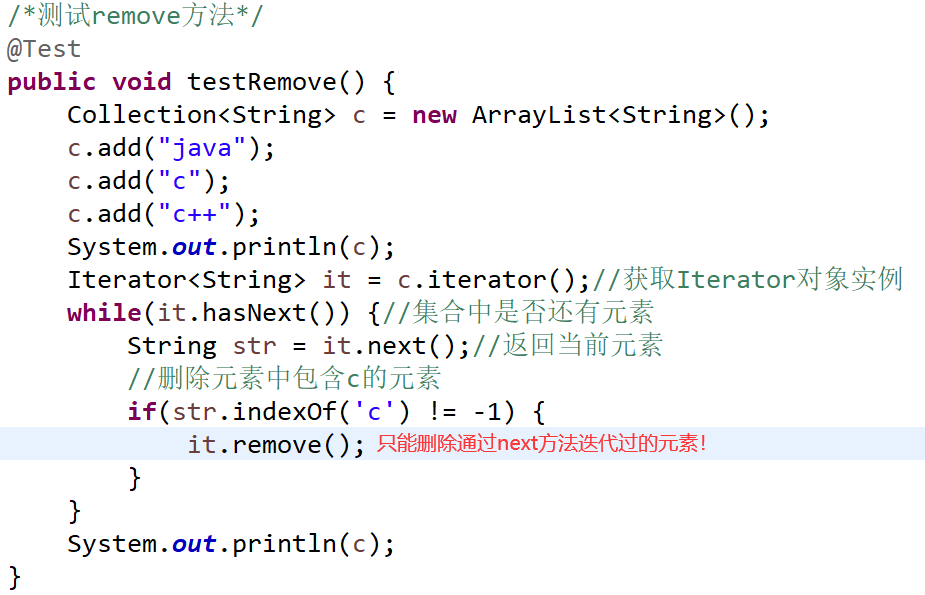 /*测试remove方法*/
@Test
public void testRemove() {
    Collection<String> c = new ArrayList<String>();
    c.add("java");
    c.add("c");
    c.add("c++");
    System.out.println(c);
    Iterator<String> it = c.iterator();//获取Iterator对象实例
    while(it.hasNext()) {//集合中是否还有元素
        String str = it.next();//返回当前元素
        //删除元素中包含c的元素
        if(str.indexOf('c') != -1) {
            it.remove(); 只能删除通过next方法迭代过的元素!
        }
    }
    System.out.println(c);
}